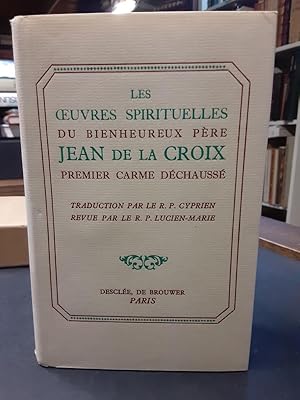 LES
ŒUVRES SPIRITUELLES
DU BIENHEUREUX PÈRE
JEAN DE LA CROIX
PREMIER CARME DÉCHAUSSÉ
TRADUCTION PAR LE R. P. CYPRIEN
REVUE PAR LE R. P. LUCIEN-MARIE
DESCLÉE, DE BROUWER
PARIS